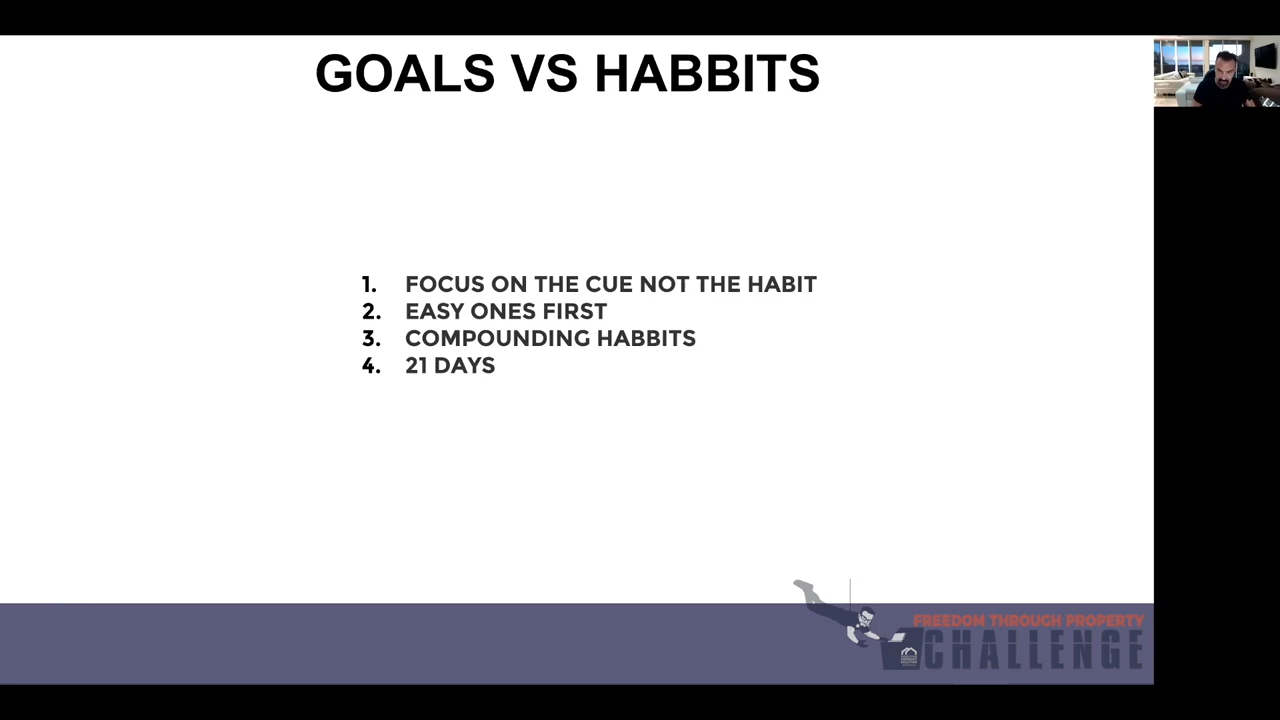 GOALS VS HABBITS
1. FOCUS ON THE CUE NOT THE HABIT
2. EASY ONES FIRST
3. COMPOUNDING HABBITS
4. 21 DAYS
FREEDOM THROUGH PROPERTY
CHALLENGE